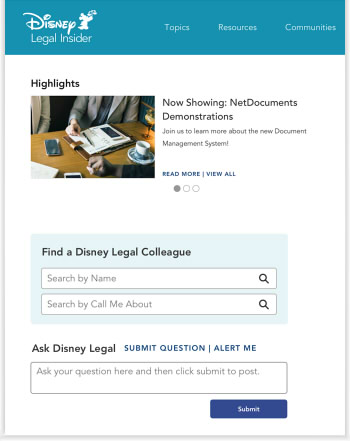 Disney
Legal Insider
Topics Resources Communities
Highlights
Now Showing: NetDocuments
Demonstrations
Join us to learn more about the new Document
Management System!
READ MORE | VIEW ALL
Find a Disney Legal Colleague
Search by Name
Search by Call Me About
Ask Disney Legal SUBMIT QUESTION | ALERT ME
Ask your question here and then click submit to post.
Submit